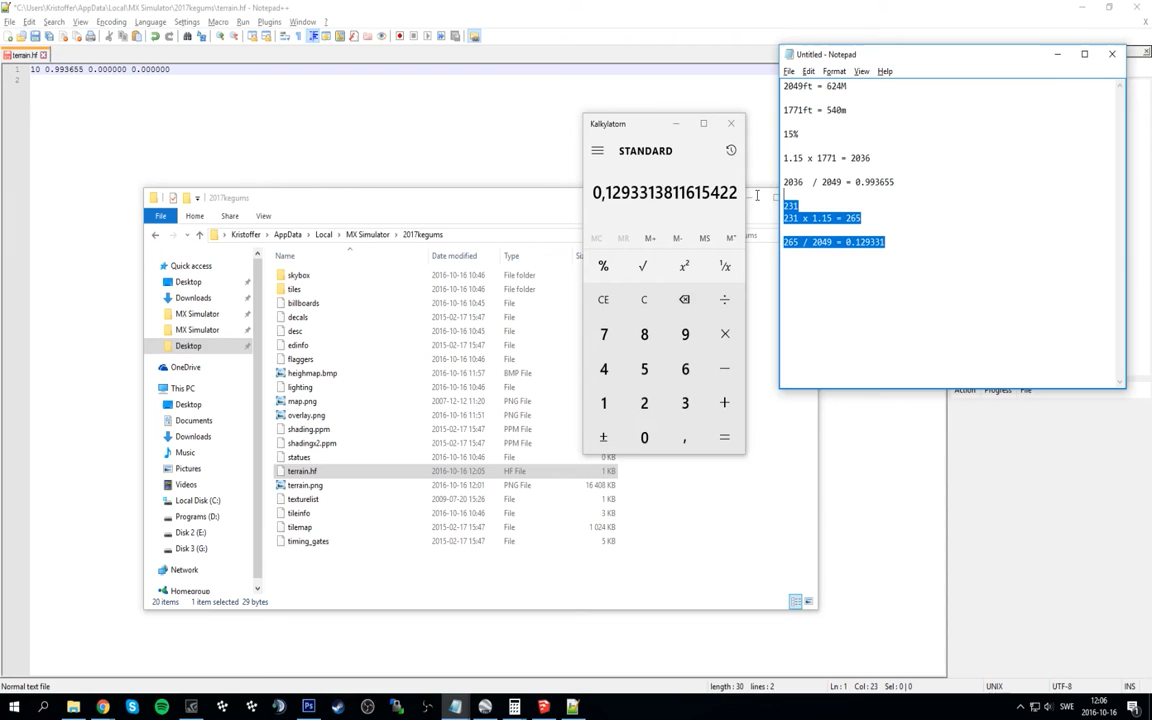 *C:\Users\Kristoffer\AppData\Local\MX Simulator\2017kegums\terrain.hf - Notepad++
File Edit Search View Encoding Language Settings Macro Run Plugins Window ?
terrain.hf
1 10 0.993655 0.000000 0.000000
2
Untitled - Notepad
File Edit Format View Help
2049ft = 624M
1771ft = 540m
15%
1.15 x 1771 = 2036
2036 / 2049 = 0.993655
231
231 x 1.15 = 265
265 / 2049 = 0.129331
Kalkylatorn
STANDARD
0,1293313811615422
MC MR M+ M- MS M˅
% √ x² ¹/x
CE C ÷
7 8 9 ×
4 5 6 −
1 2 3 +
± 0 , =
2017kegums
File Home Share View
Kristoffer AppData Local MX Simulator 2017kegums
Quick access
Desktop
Downloads
MX Simulator
MX Simulator
Desktop
OneDrive
This PC
Desktop
Documents
Downloads
Music
Pictures
Videos
Local Disk (C:)
Programs (D:)
Disk 2 (E:)
Disk 3 (G:)
Network
Homegroup
Name Date modified Type
skybox 2016-10-16 10:46 File folder
tiles 2016-10-16 10:46 File folder
billboards 2016-10-16 10:45 File
decals 2015-02-17 15:47 File
desc 2016-10-16 10:46 File
edinfo 2015-02-17 15:47 File
flaggers 2016-10-16 10:46 File
heighmap.bmp 2016-10-16 11:57 BMP File
lighting 2016-10-16 10:46 File
map.png 2007-12-12 21:10 PNG File
overlay.png 2016-10-16 11:51 PNG File
shading.ppm 2015-02-17 15:47 PPM File
shadingx2.ppm 2015-02-17 15:47 PPM File
statues 2016-10-16 10:46 File 0 KB
terrain.hf 2016-10-16 12:05 HF File 1 KB
terrain.png 2016-10-16 12:01 PNG File 16 408 KB
texturelist 2009-07-20 15:26 File 1 KB
tileinfo 2016-10-16 10:46 File 3 KB
tilemap 2015-02-17 15:47 File 1 024 KB
timing_gates 2015-02-17 15:47 File 5 KB
20 items 1 item selected 29 bytes
Action Progress File
Normal text file length : 30 lines : 2 Ln : 1 Col : 23 Sel : 0 | 0 UNIX UTF-8 INS
SWE 12:06
2016-10-16